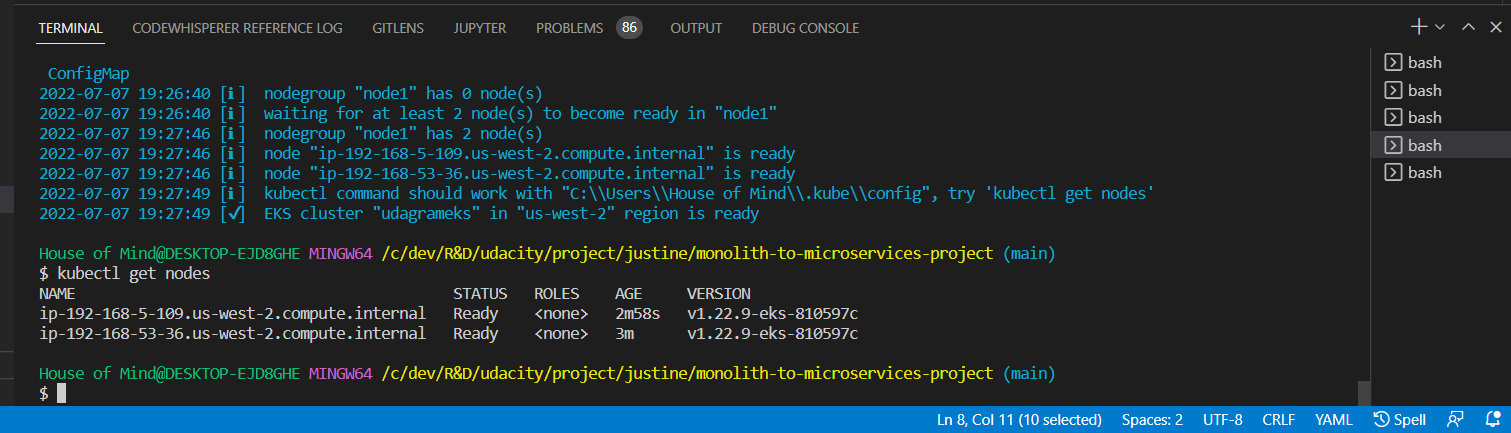 TERMINAL CODEWHISPERER REFERENCE LOG GITLENS JUPYTER PROBLEMS 86 OUTPUT DEBUG CONSOLE
ConfigMap
2022-07-07 19:26:40 [ℹ]  nodegroup "node1" has 0 node(s)
2022-07-07 19:26:40 [ℹ]  waiting for at least 2 node(s) to become ready in "node1"
2022-07-07 19:27:46 [ℹ]  nodegroup "node1" has 2 node(s)
2022-07-07 19:27:46 [ℹ]  node "ip-192-168-5-109.us-west-2.compute.internal" is ready
2022-07-07 19:27:46 [ℹ]  node "ip-192-168-53-36.us-west-2.compute.internal" is ready
2022-07-07 19:27:49 [ℹ]  kubectl command should work with "C:\\Users\\House of Mind\\.kube\\config", try 'kubectl get nodes'
2022-07-07 19:27:49 [✔]  EKS cluster "udagrameks" in "us-west-2" region is ready
House of Mind@DESKTOP-EJD8GHE MINGW64 /c/dev/R&D/udacity/project/justine/monolith-to-microservices-project (main)
$ kubectl get nodes
NAME STATUS ROLES AGE VERSION
ip-192-168-5-109.us-west-2.compute.internal Ready <none> 2m58s v1.22.9-eks-810597c
ip-192-168-53-36.us-west-2.compute.internal Ready <none> 3m v1.22.9-eks-810597c
House of Mind@DESKTOP-EJD8GHE MINGW64 /c/dev/R&D/udacity/project/justine/monolith-to-microservices-project (main)
$
bash
bash
bash
bash
bash
Ln 8, Col 11 (10 selected) Spaces: 2 UTF-8 CRLF YAML Spell